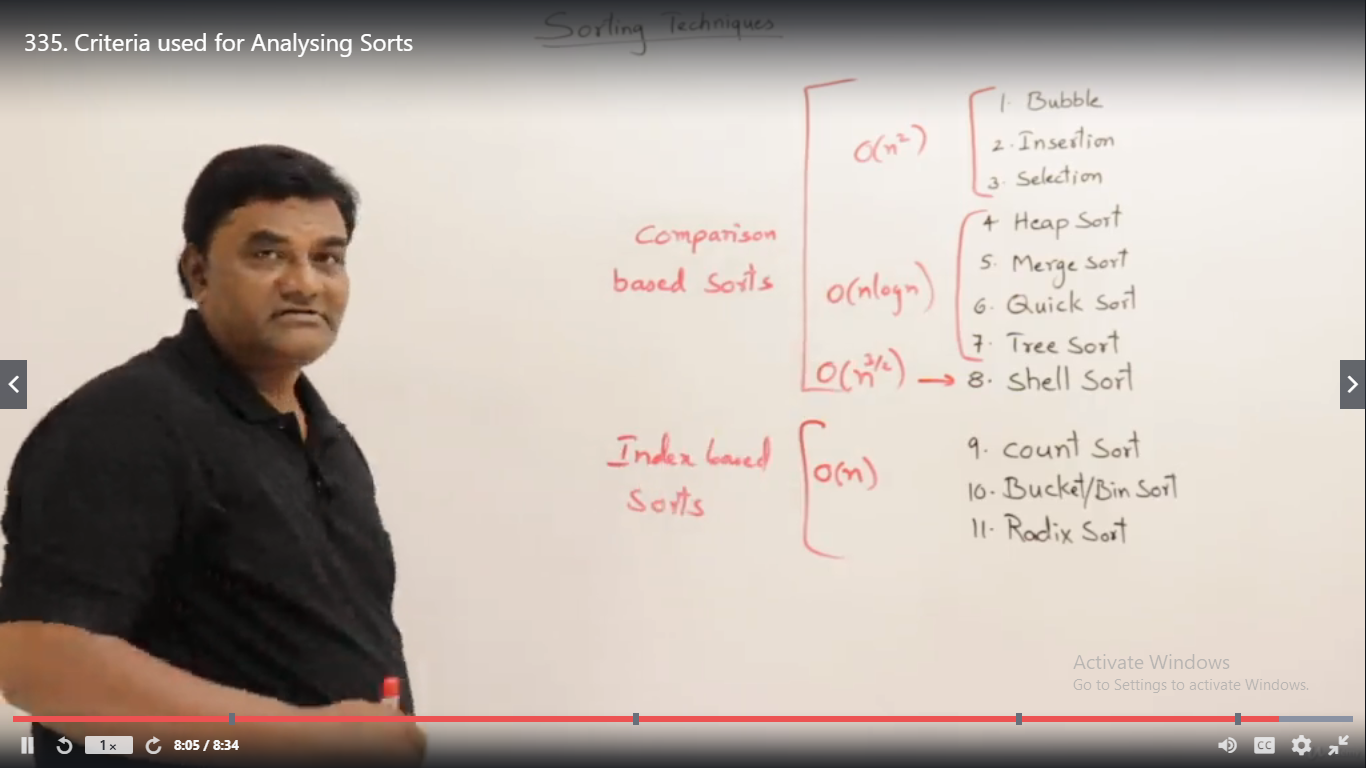 Sorting Techniques
335. Criteria used for Analysing Sorts
1. Bubble
O(n²)
2. Insertion
3. Selection
4 Heap Sort
Comparison
based Sorts
5. Merge Sort
O(nlogn)
6. Quick Sort
7. Tree Sort
O(n^3/2) → 8. Shell Sort
Index based
Sorts
O(n)
9. Count Sort
10. Bucket/Bin Sort
11. Radix Sort
Activate Windows
Go to Settings to activate Windows.
1x
8:05 / 8:34
CC